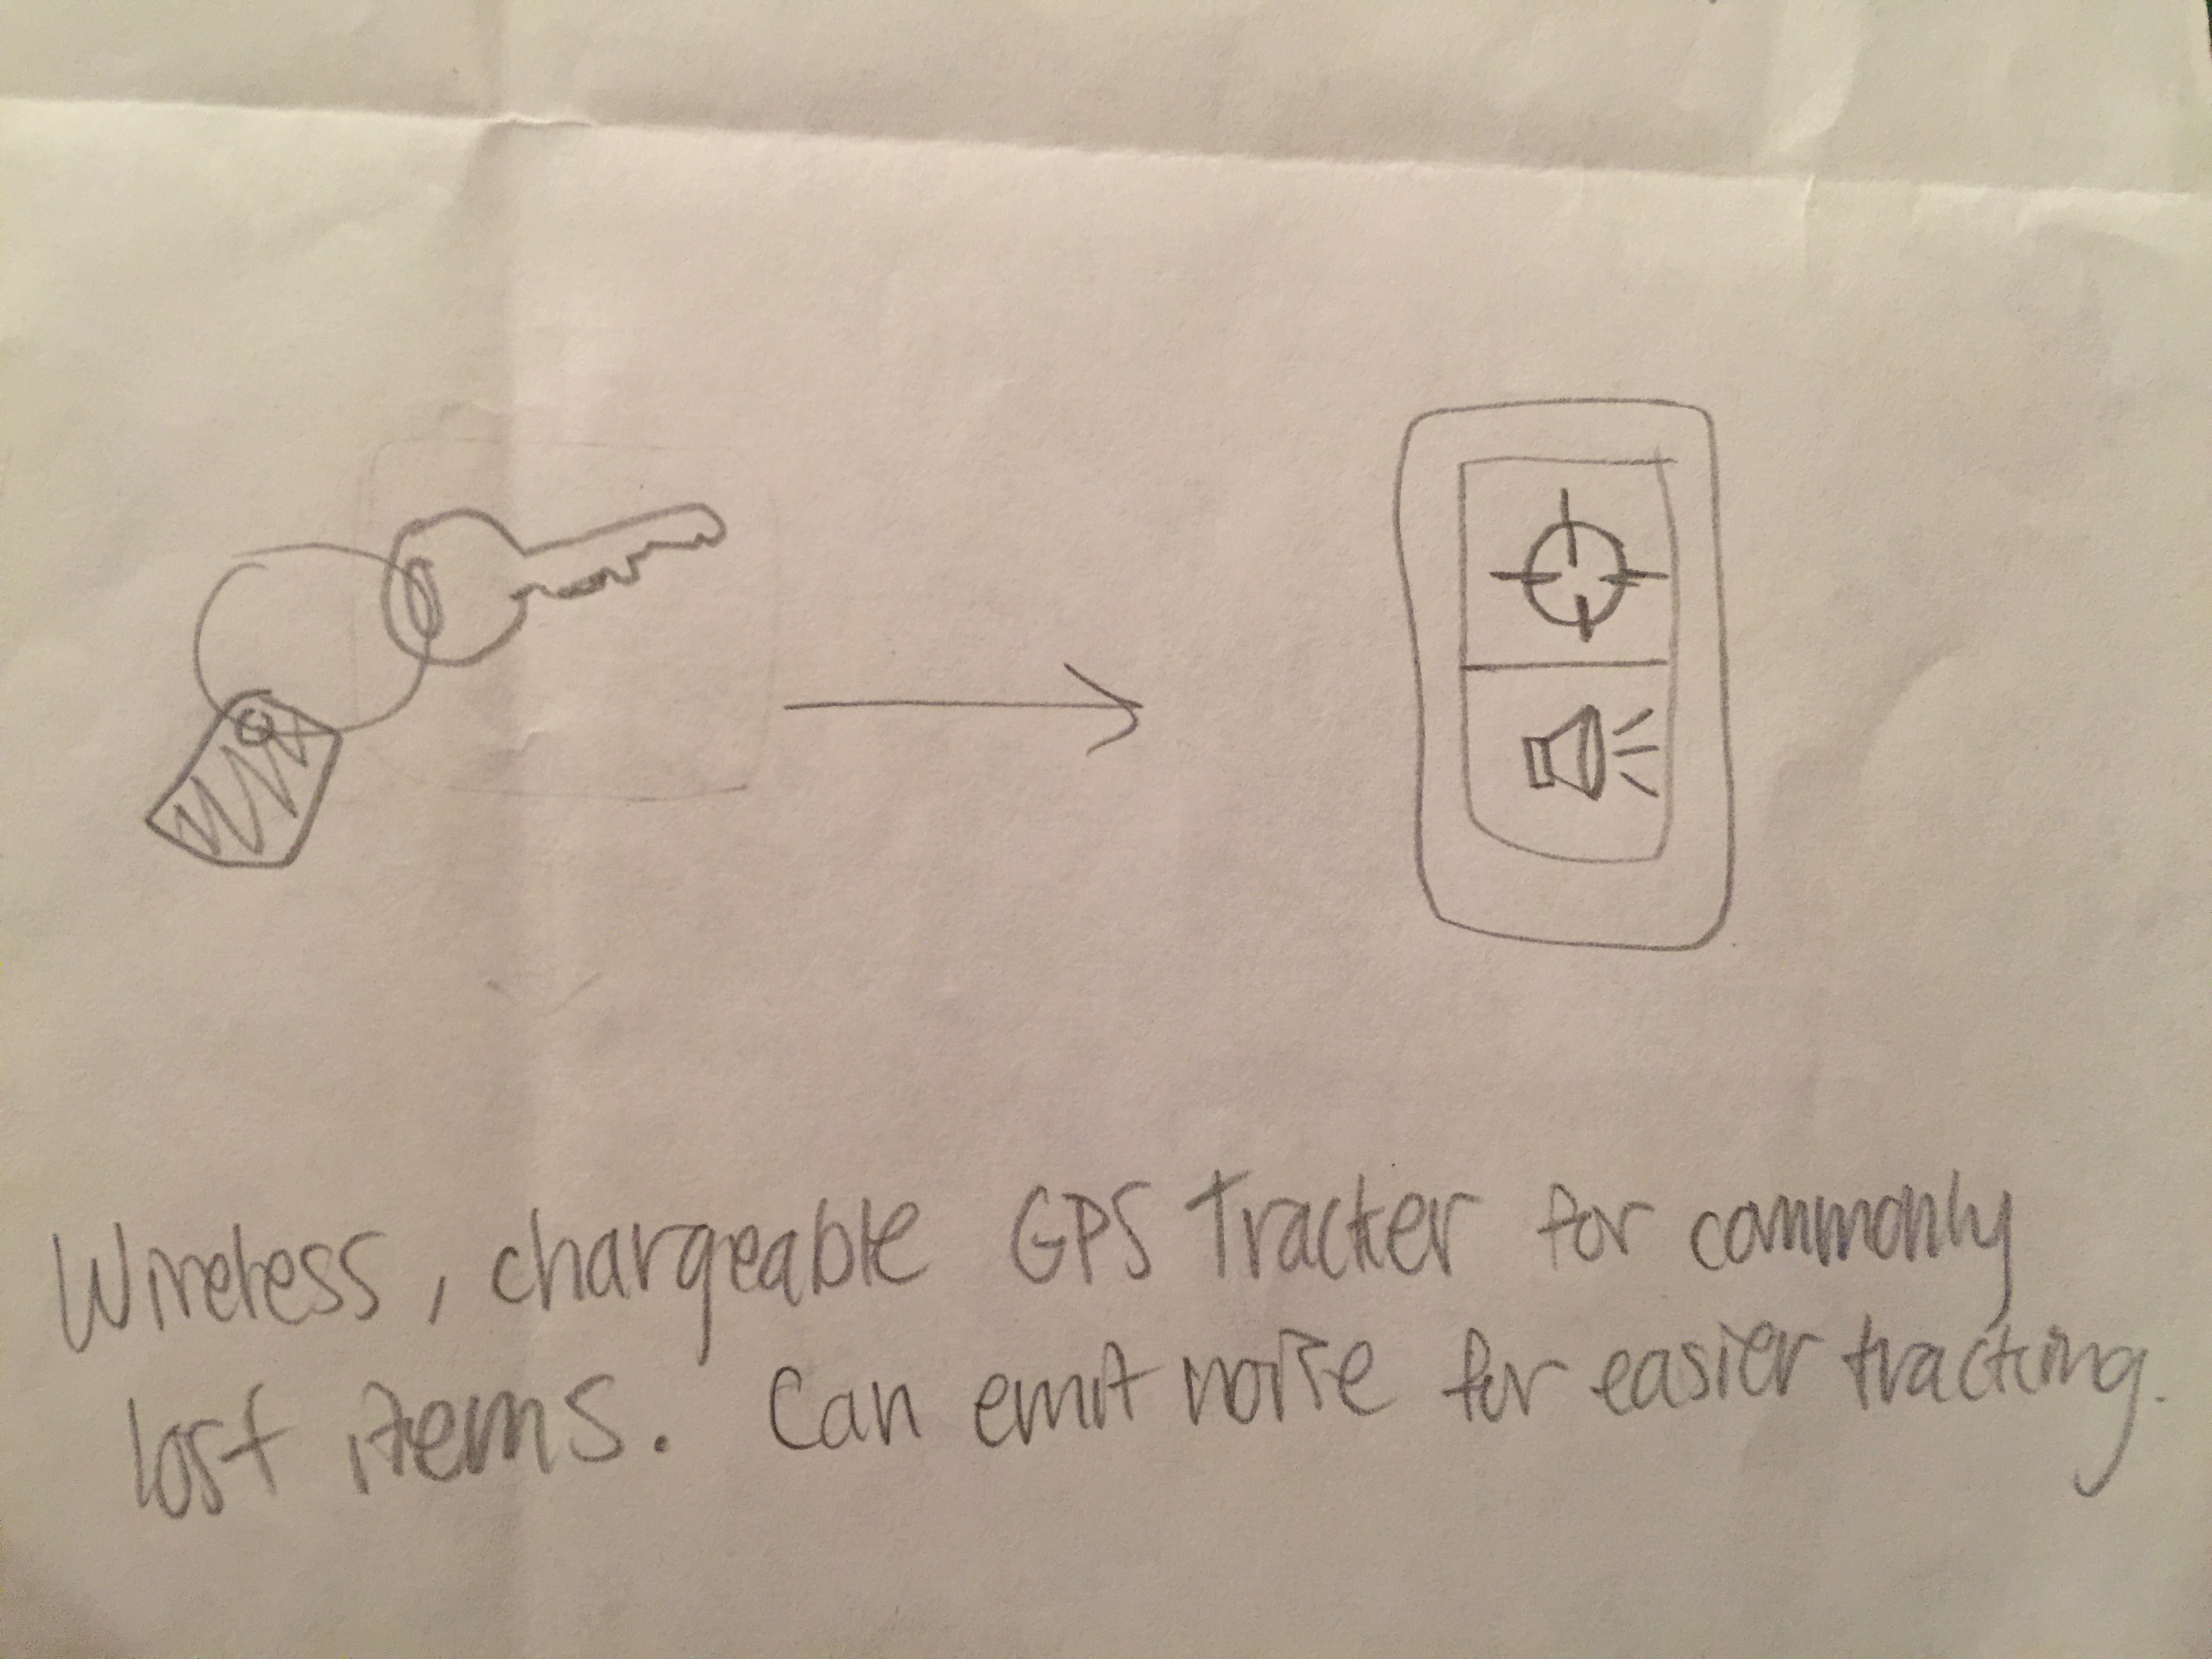 Wireless, chargeable GPS Tracker for commonly
lost items. Can emit noise for easier tracking.